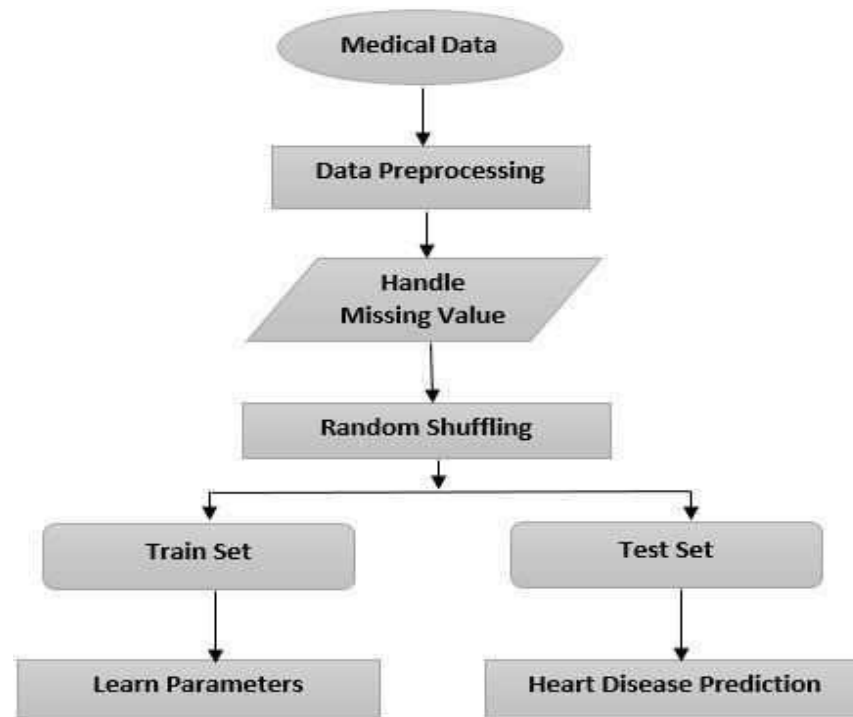 Medical Data
Data Preprocessing
Handle
Missing Value
Random Shuffling
Train Set
Test Set
Learn Parameters
Heart Disease Prediction